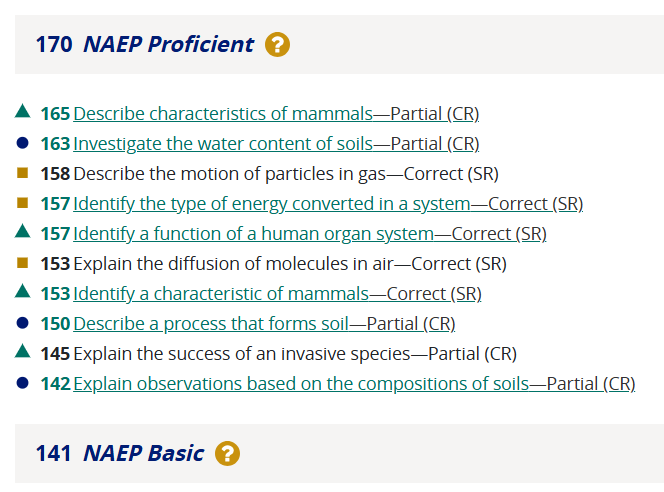 170 NAEP Proficient ?
165 Describe characteristics of mammals—Partial (CR)
163 Investigate the water content of soils—Partial (CR)
158 Describe the motion of particles in gas—Correct (SR)
157 Identify the type of energy converted in a system—Correct (SR)
157 Identify a function of a human organ system—Correct (SR)
153 Explain the diffusion of molecules in air—Correct (SR)
153 Identify a characteristic of mammals—Correct (SR)
150 Describe a process that forms soil—Partial (CR)
145 Explain the success of an invasive species—Partial (CR)
142 Explain observations based on the compositions of soils—Partial (CR)
141 NAEP Basic ?